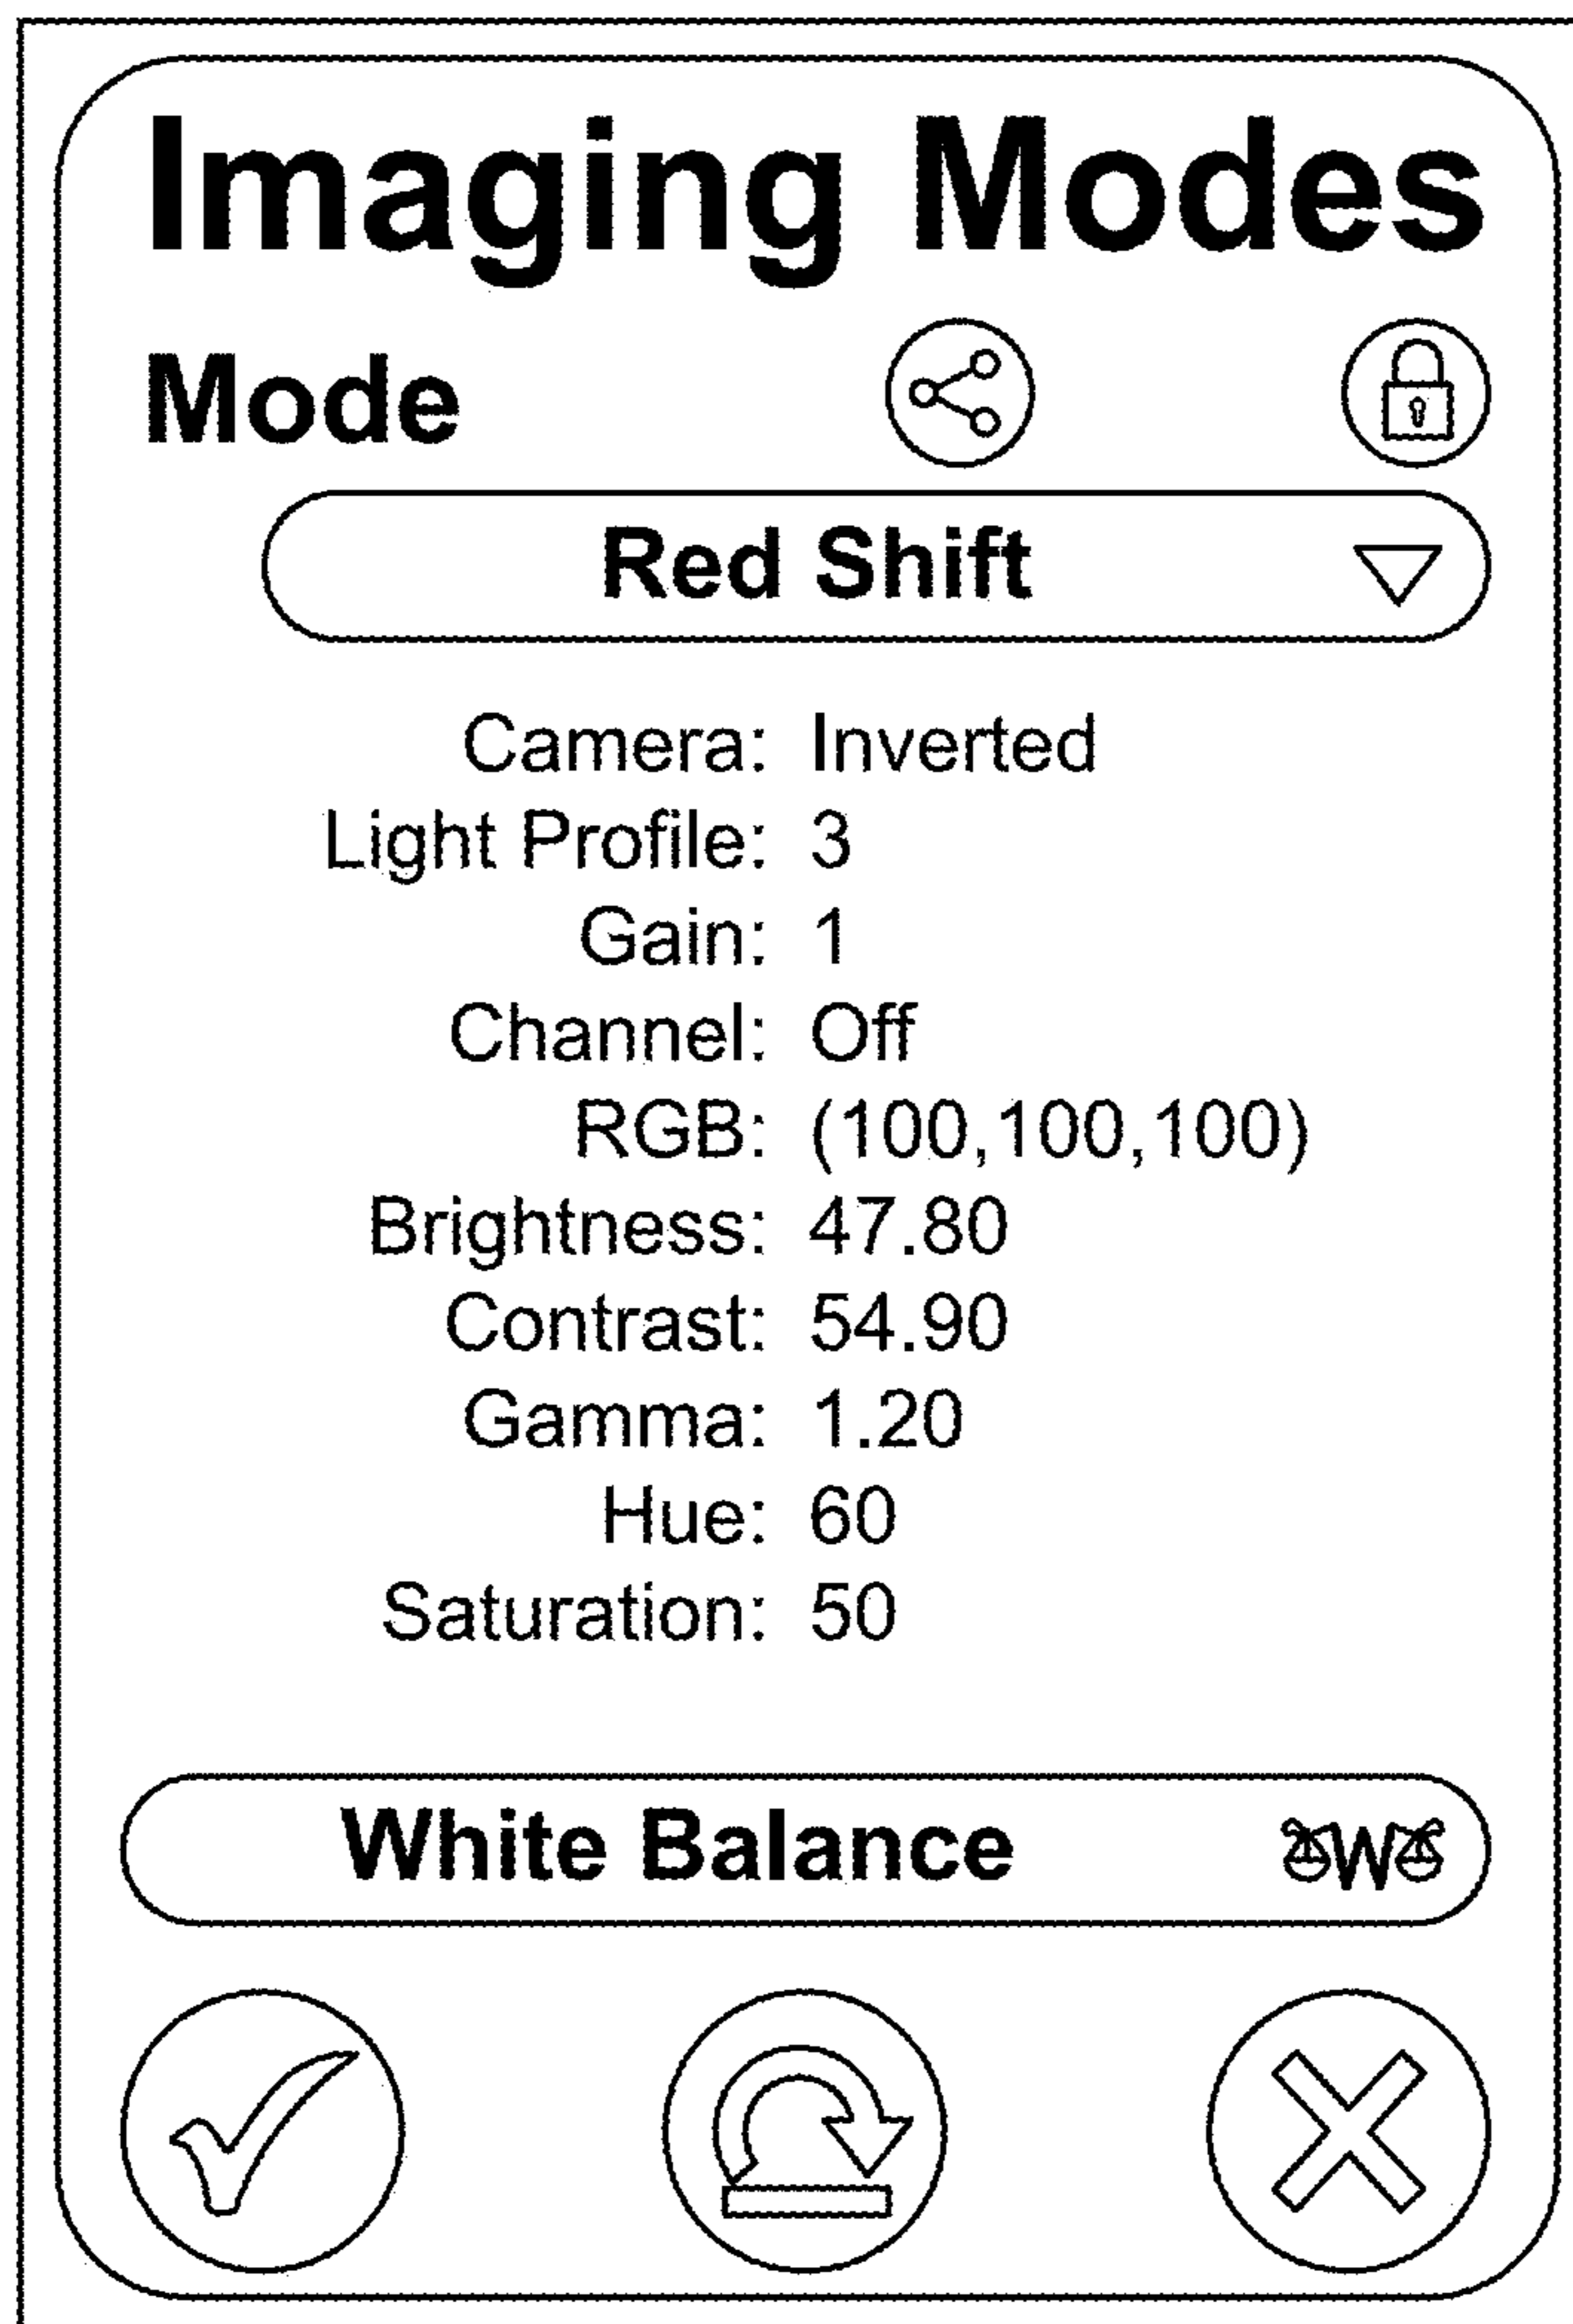 Imaging Modes
Mode
Red Shift
Camera: Inverted
Light Profile: 3
Gain: 1
Channel: Off
RGB: (100,100,100)
Brightness: 47.80
Contrast: 54.90
Gamma: 1.20
Hue: 60
Saturation: 50
White Balance W